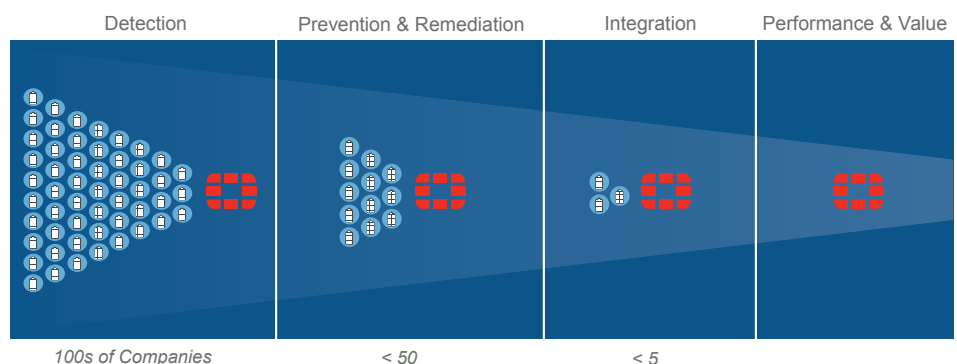 Detection
Prevention & Remediation
Integration
Performance & Value
100s of Companies
< 50
< 5